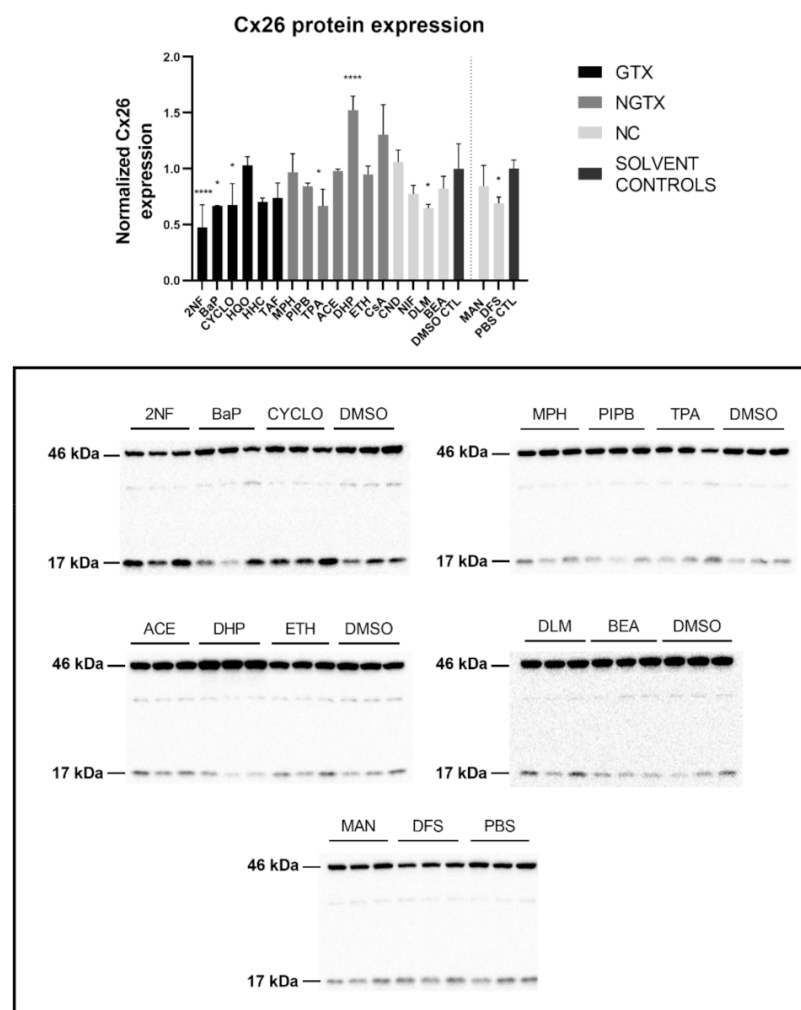 Cx26 protein expression
Normalized Cx26
expression
2.0
1.5
1.0
0.5
0.0
**** * * * **** * *
2NF BaP CYCLO HQO HHC TAF MPH PIPB TPA ACE DHP ETH CsA CND NIF DLM BEA DMSO CTL MAN DFS PBS CTL
GTX
NGTX
NC
SOLVENT
CONTROLS
2NF BaP CYCLO DMSO
46 kDa
17 kDa
MPH PIPB TPA DMSO
46 kDa
17 kDa
ACE DHP ETH DMSO
46 kDa
17 kDa
DLM BEA DMSO
46 kDa
17 kDa
MAN DFS PBS
46 kDa
17 kDa